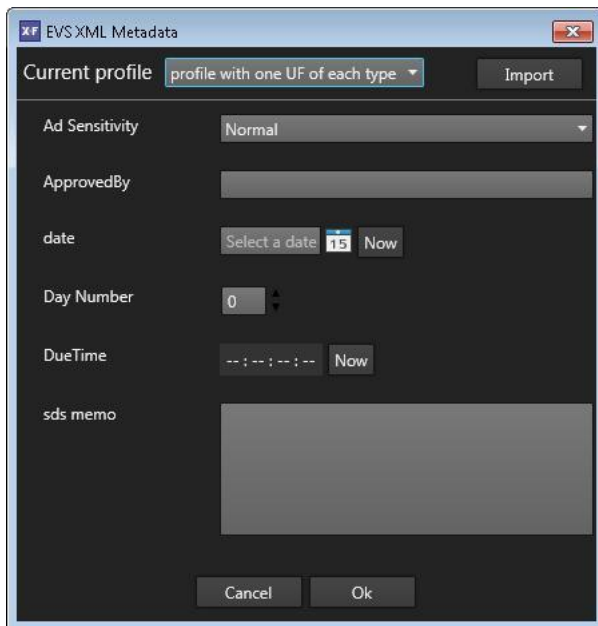 X-F EVS XML Metadata
Current profile profile with one UF of each type Import
Ad Sensitivity Normal
ApprovedBy
date Select a date 15 Now
Day Number 0
DueTime --:--:--:-- Now
sds memo
Cancel Ok